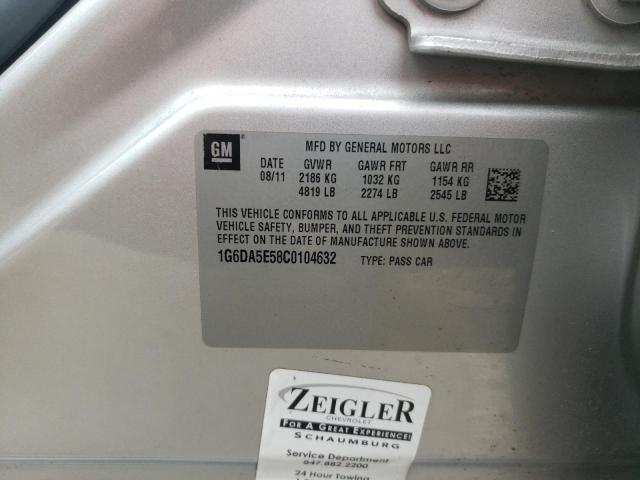 GM
MFD BY GENERAL MOTORS LLC
DATE GVWR GAWR FRT GAWR RR
08/11 2186 KG 1032 KG 1154 KG
4819 LB 2274 LB 2545 LB
THIS VEHICLE CONFORMS TO ALL APPLICABLE U.S. FEDERAL MOTOR
VEHICLE SAFETY, BUMPER, AND THEFT PREVENTION STANDARDS
IN EFFECT ON THE DATE OF MANUFACTURE SHOWN ABOVE.
1G6DA5E58C0104632 TYPE: PASS CAR
ZEIGLER
CHEVROLET
FOR A GREAT EXPERIENCE!
SCHAUMBURG
Service Department
847.882.2200
24 Hour Towing